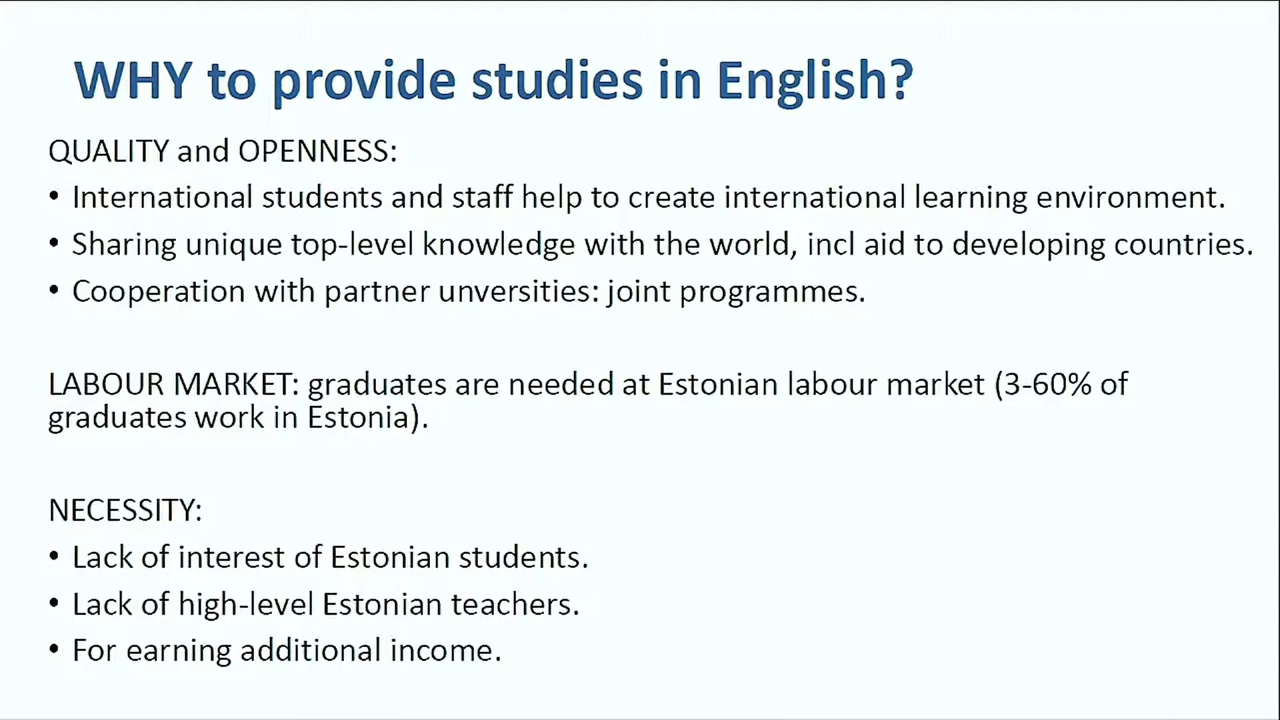 WHY to provide studies in English?
QUALITY and OPENNESS:
• International students and staff help to create international learning environment.
• Sharing unique top-level knowledge with the world, incl aid to developing countries.
• Cooperation with partner unversities: joint programmes.
LABOUR MARKET: graduates are needed at Estonian labour market (3-60% of
graduates work in Estonia).
NECESSITY:
• Lack of interest of Estonian students.
• Lack of high-level Estonian teachers.
• For earning additional income.